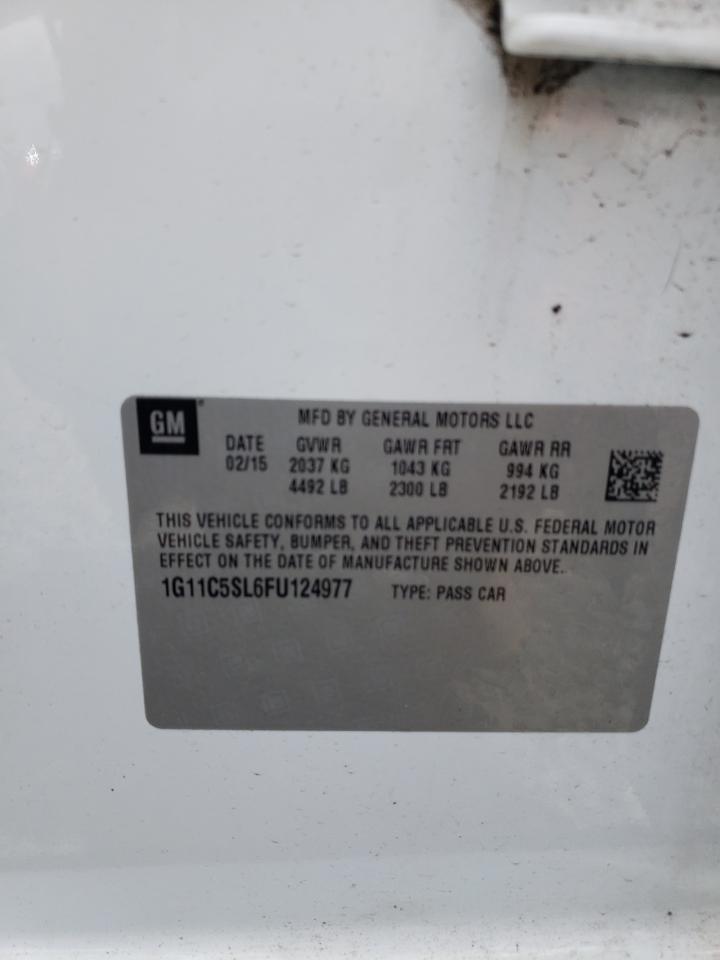 GM
MFD BY GENERAL MOTORS LLC
DATE GVWR GAWR FRT GAWR RR
02/15 2037 KG 1043 KG 994 KG
4492 LB 2300 LB 2192 LB
THIS VEHICLE CONFORMS TO ALL APPLICABLE U.S. FEDERAL MOTOR
VEHICLE SAFETY, BUMPER, AND THEFT PREVENTION STANDARDS IN
EFFECT ON THE DATE OF MANUFACTURE SHOWN ABOVE.
1G11C5SL6FU124977 TYPE: PASS CAR